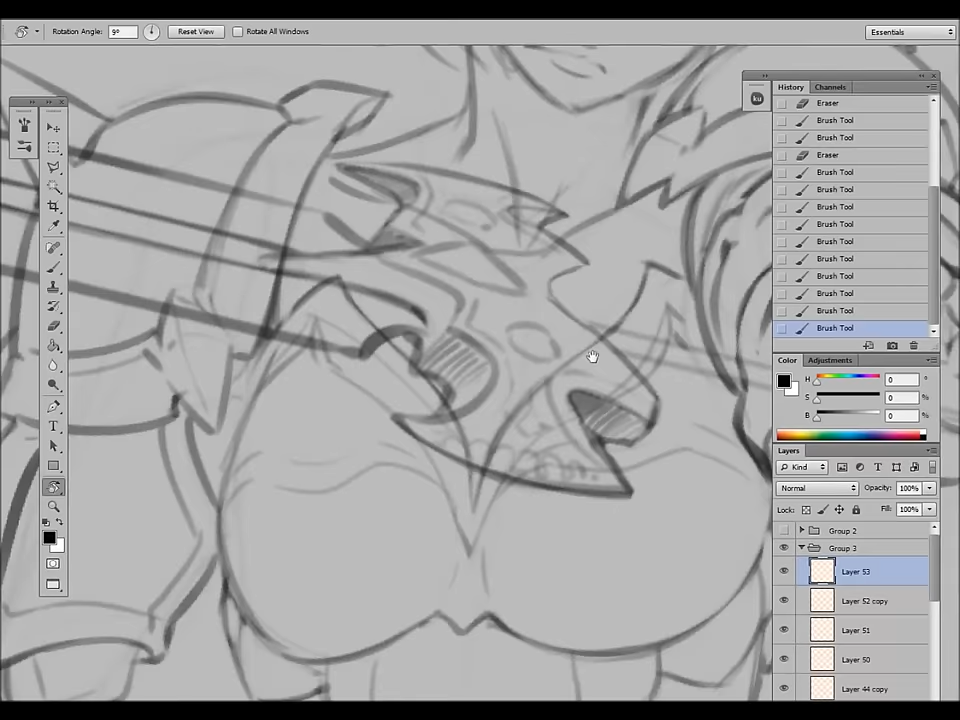 Rotation Angle: 9° Reset View Rotate All Windows Essentials
History Channels
ku
Eraser
Brush Tool
Brush Tool
Eraser
Brush Tool
Brush Tool
Brush Tool
Brush Tool
Brush Tool
Brush Tool
Brush Tool
Brush Tool
Brush Tool
Brush Tool
Color Adjustments
H 0 °
S 0 %
B 0 %
Layers
Kind
Normal Opacity: 100%
Lock: Fill: 100%
Group 2
Group 3
Layer 53
Layer 52 copy
Layer 51
Layer 50
Layer 44 copy